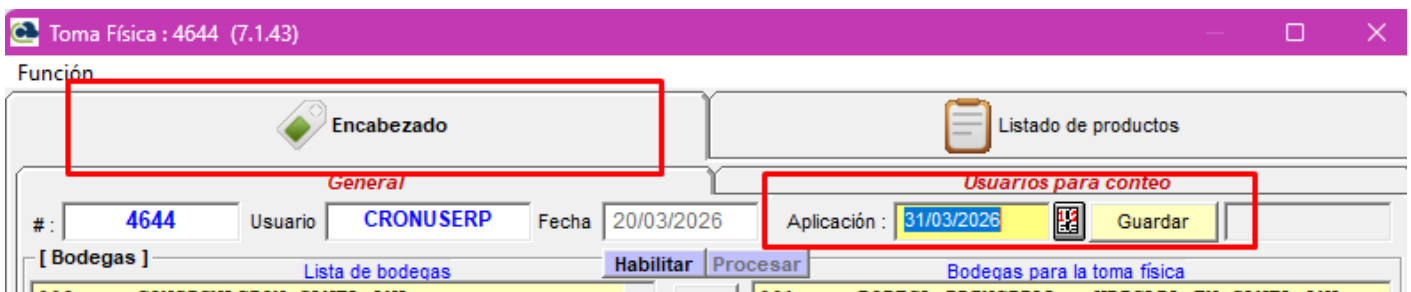 Toma Física : 4644 (7.1.43)
Función
Encabezado
Listado de productos
General
Usuarios para conteo
# : 4644 Usuario CRONUSERP Fecha 20/03/2026 Aplicación : 31/03/2026 Guardar
[ Bodegas ] Lista de bodegas Habilitar Procesar Bodegas para la toma física